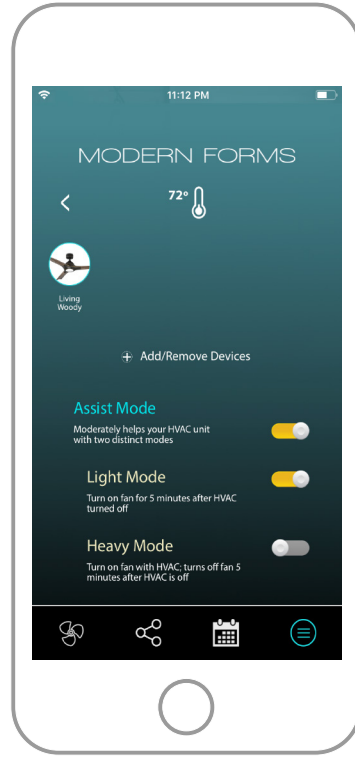 11:12 PM
MODERN FORMS
72°
Living
Woody
Add/Remove Devices
Assist Mode
Moderately helps your HVAC unit
with two distinct modes
Light Mode
Turn on fan for 5 minutes after HVAC
turned off
Heavy Mode
Turn on fan with HVAC; turns off fan 5
minutes after HVAC is off